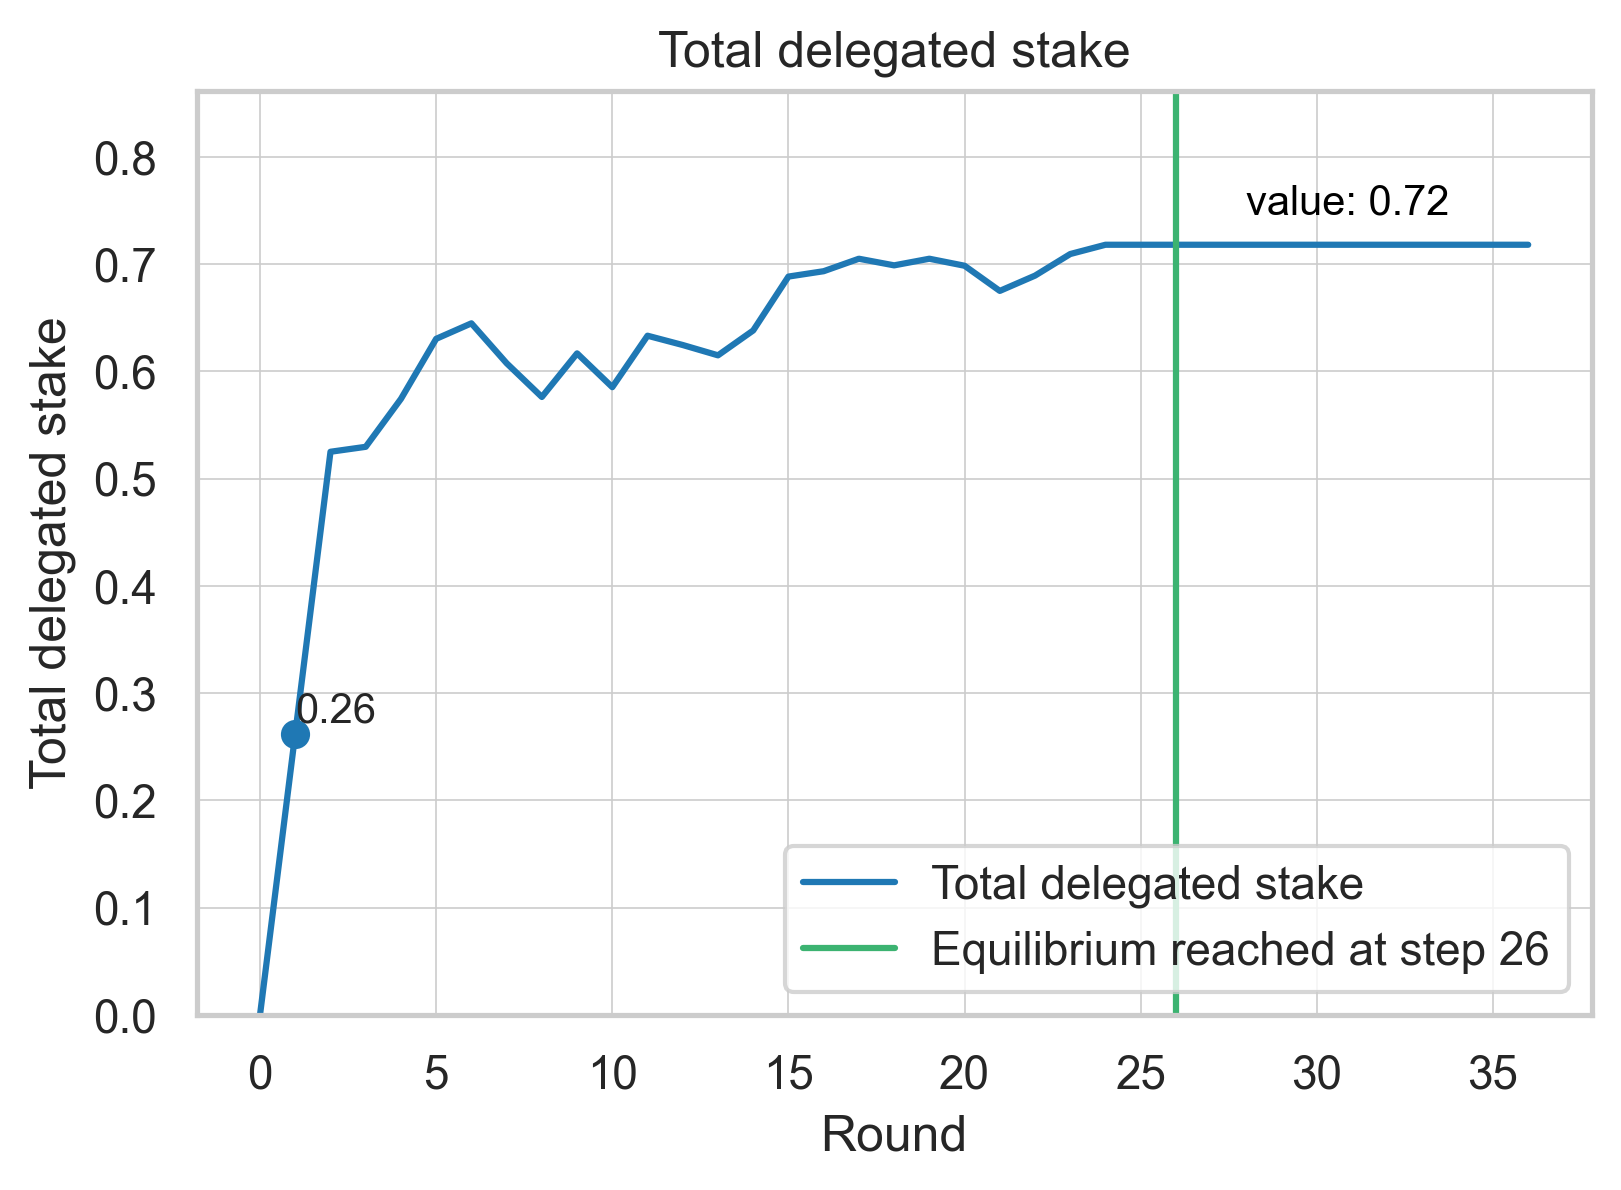 Total delegated stake
Total delegated stake
0.8
0.7
0.6
0.5
0.4
0.3
0.2
0.1
0.0
value: 0.72
0.26
Total delegated stake
Equilibrium reached at step 26
0 5 10 15 20 25 30 35
Round